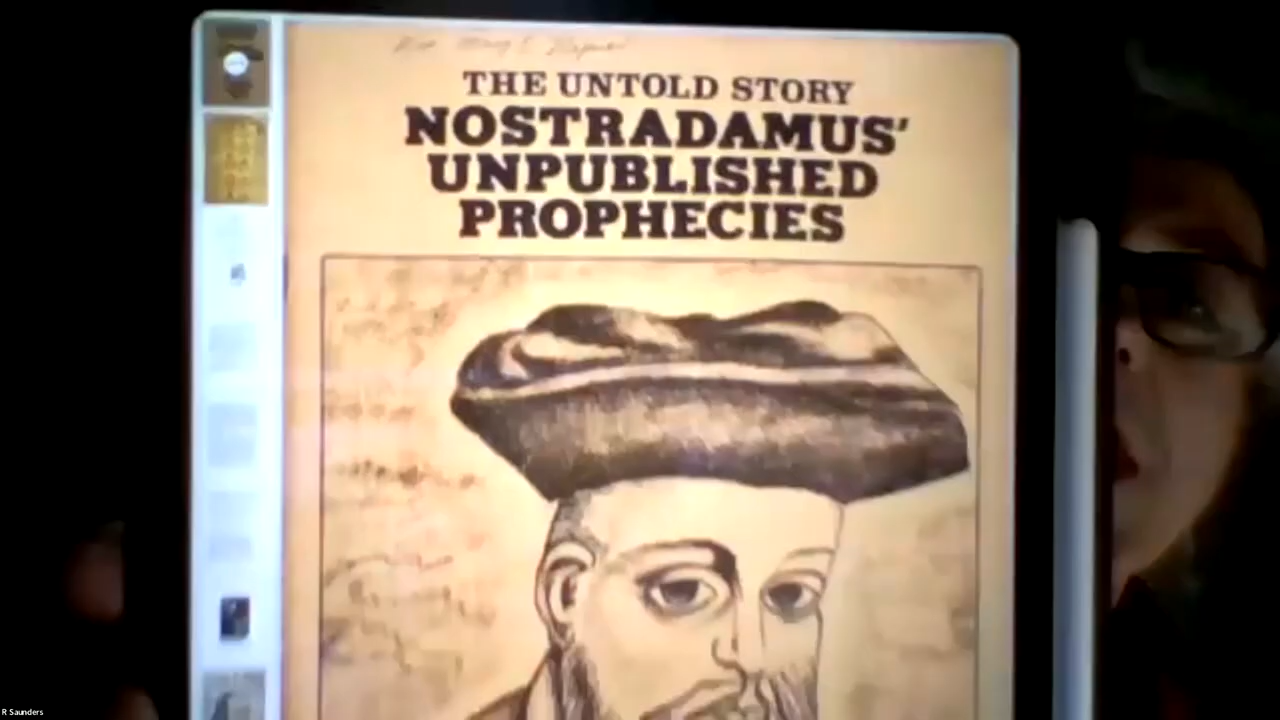 THE UNTOLD STORY
NOSTRADAMUS'
UNPUBLISHED
PROPHECIES
R Saunders